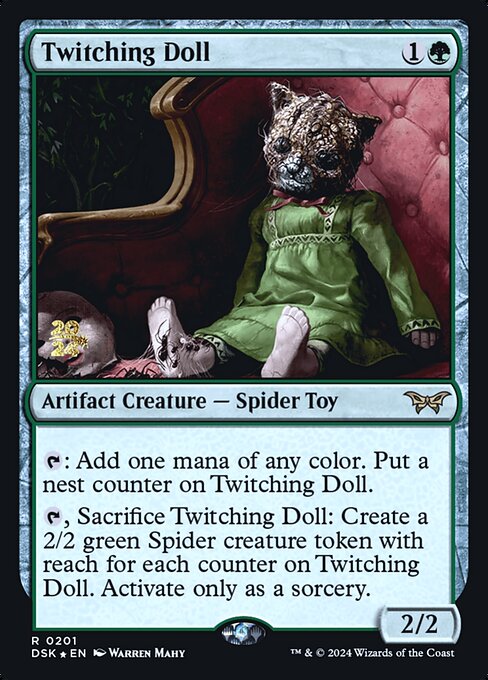 Twitching Doll 1
20
24
Artifact Creature — Spider Toy
: Add one mana of any color. Put a
nest counter on Twitching Doll.
, Sacrifice Twitching Doll: Create a
2/2 green Spider creature token with
reach for each counter on Twitching
Doll. Activate only as a sorcery.
2/2
R 0201
DSK ★ EN Warren Mahy
™ & © 2024 Wizards of the Coast